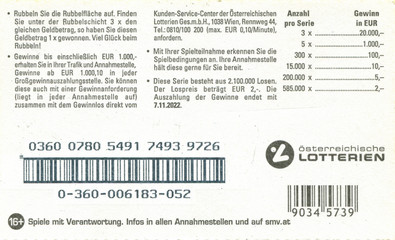 • Rubbeln Sie die Rubbelfläche auf. Finden
Sie unter der Rubbelschicht 3 x den
gleichen Geldbetrag, so haben Sie diesen
Geldbetrag 1 x gewonnen. Viel Glück beim
Rubbeln!
• Gewinne bis einschließlich EUR 1.000,-
erhalten Sie in Ihrer Trafik und Annahmestelle,
Gewinne ab EUR 1.000,10 in jeder
Großgewinnauszahlungsstelle. Sie können
diese auch mit einer Gewinnanforderung
(liegt in jeder Annahmestelle auf)
zusammen mit dem Gewinnlos direkt vom
Kunden-Service-Center der Österreichischen
Lotterien Ges.m.b.H., 1038 Wien, Rennweg 44,
Tel.: 0810/100 200 (max. EUR 0,10/Minute),
anfordern.
• Mit Ihrer Spielteilnahme erkennen Sie die
Spielbedingungen an. Ihre Annahmestelle
hält diese gerne für Sie bereit.
• Diese Serie besteht aus 2.100.000 Losen.
Der Lospreis beträgt EUR 2,-. Die
Auszahlung der Gewinne endet mit
7.11.2022.
Anzahl Gewinn
pro Serie in EUR
3 x 20.000,-
5 x 1.000,-
300 x 100,-
15.000 x 10,-
200.000 x 5,-
585.000 x 2,-
0360 0780 5491 7493 9726
0-360-006183-052
österreichische
LOTTERIEN
9034 5739
16+ Spiele mit Verantwortung. Infos in allen Annahmestellen und auf smv.at